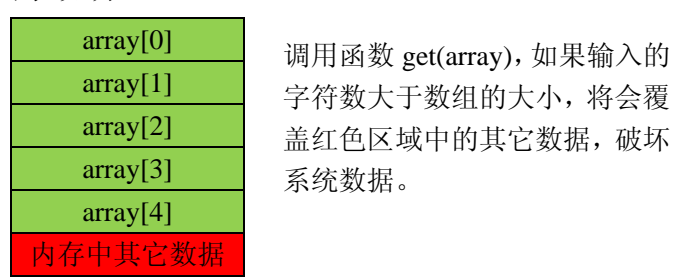 array[0]
array[1]
array[2]
array[3]
array[4]
内存中其它数据
调用函数 get(array)，如果输入的
字符数大于数组的大小，将会覆
盖红色区域中的其它数据，破坏
系统数据。